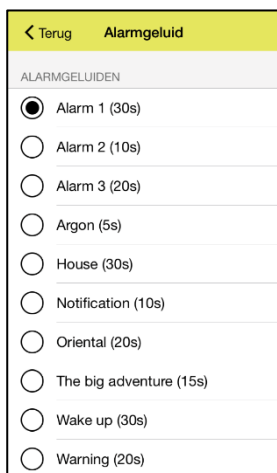 Terug Alarmgeluid
ALARMGELUIDEN
Alarm 1 (30s)
Alarm 2 (10s)
Alarm 3 (20s)
Argon (5s)
House (30s)
Notification (10s)
Oriental (20s)
The big adventure (15s)
Wake up (30s)
Warning (20s)